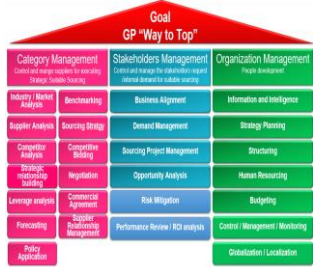 Goal
GP "Way to Top"
Category Management
Control and mange suppliers for executing
Strategic Suitable Sourcing
Stakeholders Management
Control and manage the stakeholders request
/internal demand for suitable sourcing
Organization Management
People development
Industry / Market
Analysis
Benchmarking
Business Alignment
Information and Intelligence
Supplier Analysis
Sourcing Strategy
Demand Management
Strategy Planning
Competitor
Analysis
Competitive
Bidding
Sourcing Project Management
Structuring
Strategic
relationship
building
Negotiation
Opportunity Analysis
Human Resourcing
Leverage analysis
Commercial
Agreement
Risk Mitigation
Budgeting
Forecasting
Supplier
Relationship
Management
Performance Review / ROI analysis
Control / Management / Monitoring
Policy
Application
Globalization / Localization